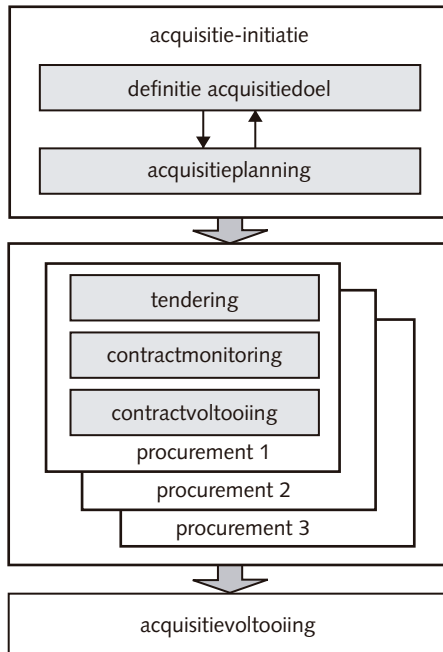 acquisitie-initiatie
definitie acquisitiedoel
acquisitieplanning
tendering
contractmonitoring
contractvoltooiing
procurement 1
procurement 2
procurement 3
acquisitievoltooiing